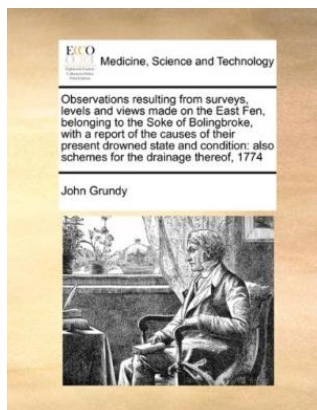 ECCO
Medicine, Science and Technology
Observations resulting from surveys,
levels and views made on the East Fen,
belonging to the Soke of Bolingbroke,
with a report of the causes of their
present drowned state and condition: also
schemes for the drainage thereof, 1774
John Grundy